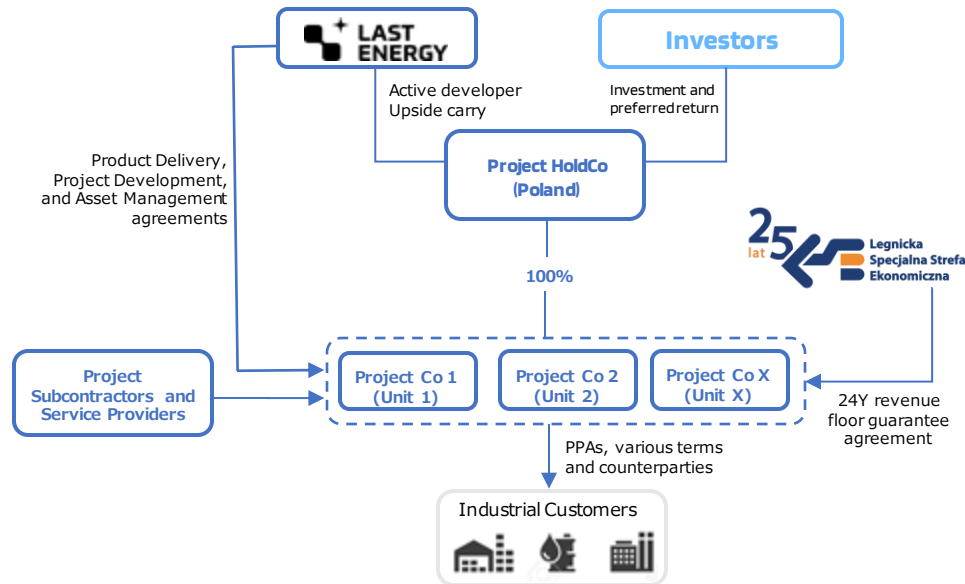 LAST
ENERGY
Investors
Active developer
Upside carry
Investment and
preferred return
Product Delivery,
Project Development,
and Asset Management
agreements
Project HoldCo
(Poland)
25
lat
Legnicka
Specjalna Strefa
Ekonomiczna
100%
Project
Subcontractors and
Service Providers
Project Co 1
(Unit 1)
Project Co 2
(Unit 2)
Project Co X
(Unit X)
24Y revenue
floor guarantee
agreement
PPAs, various terms
and counterparties
Industrial Customers